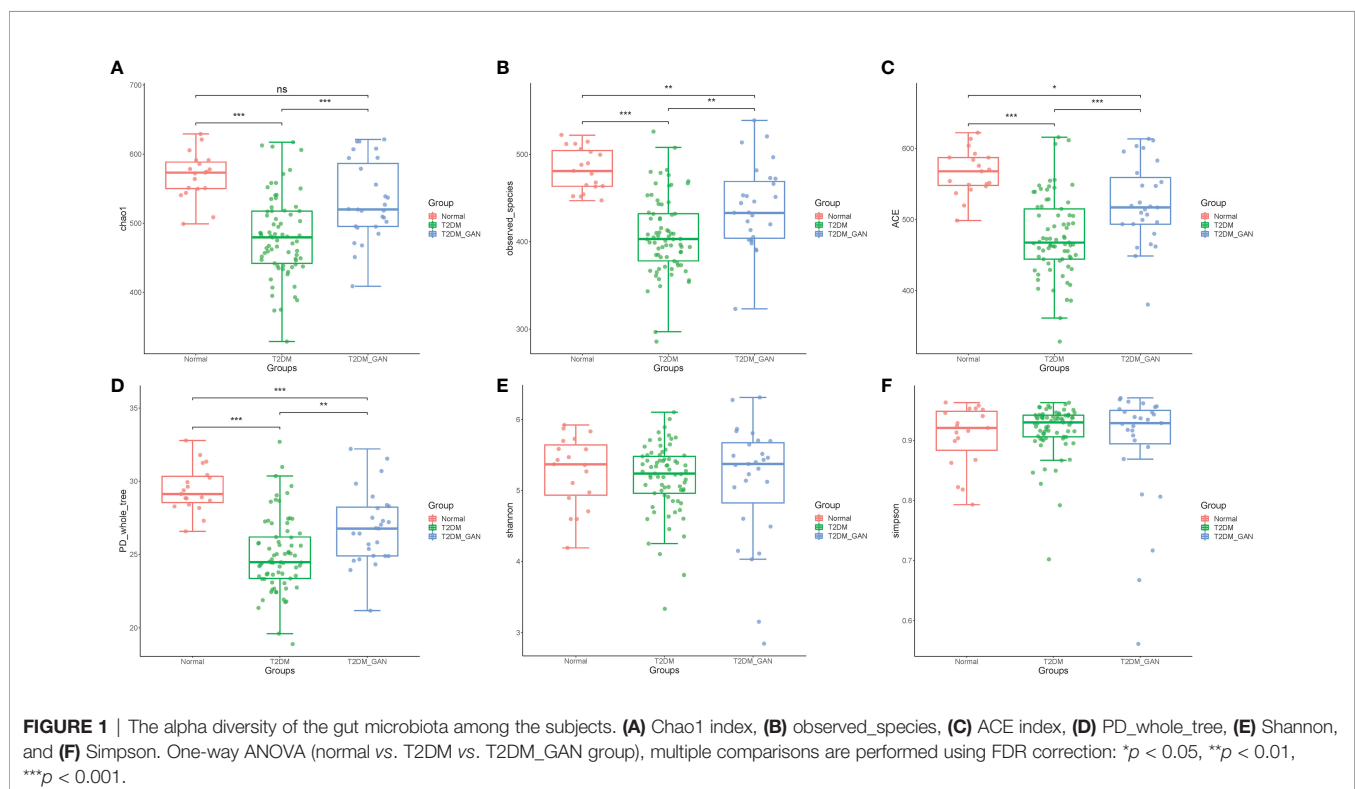 A
ns
***
***
700
600
500
400
chao1
Normal
T2DM
T2DM_GAN
Groups
Group
Normal
T2DM
T2DM_GAN
B
**
***
**
500
400
300
observed_species
Normal
T2DM
T2DM_GAN
Groups
Group
Normal
T2DM
T2DM_GAN
C
*
***
***
600
500
400
ACE
Normal
T2DM
T2DM_GAN
Groups
Group
Normal
T2DM
T2DM_GAN
D
***
***
**
35
30
25
20
PD_whole_tree
Normal
T2DM
T2DM_GAN
Groups
Group
Normal
T2DM
T2DM_GAN
E
6
5
4
3
shannon
Normal
T2DM
T2DM_GAN
Groups
Group
Normal
T2DM
T2DM_GAN
F
0.9
0.8
0.7
0.6
simpson
Normal
T2DM
T2DM_GAN
Groups
Group
Normal
T2DM
T2DM_GAN
FIGURE 1 | The alpha diversity of the gut microbiota among the subjects. (A) Chao1 index, (B) observed_species, (C) ACE index, (D) PD_whole_tree, (E) Shannon,
and (F) Simpson. One-way ANOVA (normal vs. T2DM vs. T2DM_GAN group), multiple comparisons are performed using FDR correction: *p < 0.05, **p < 0.01,
***p < 0.001.